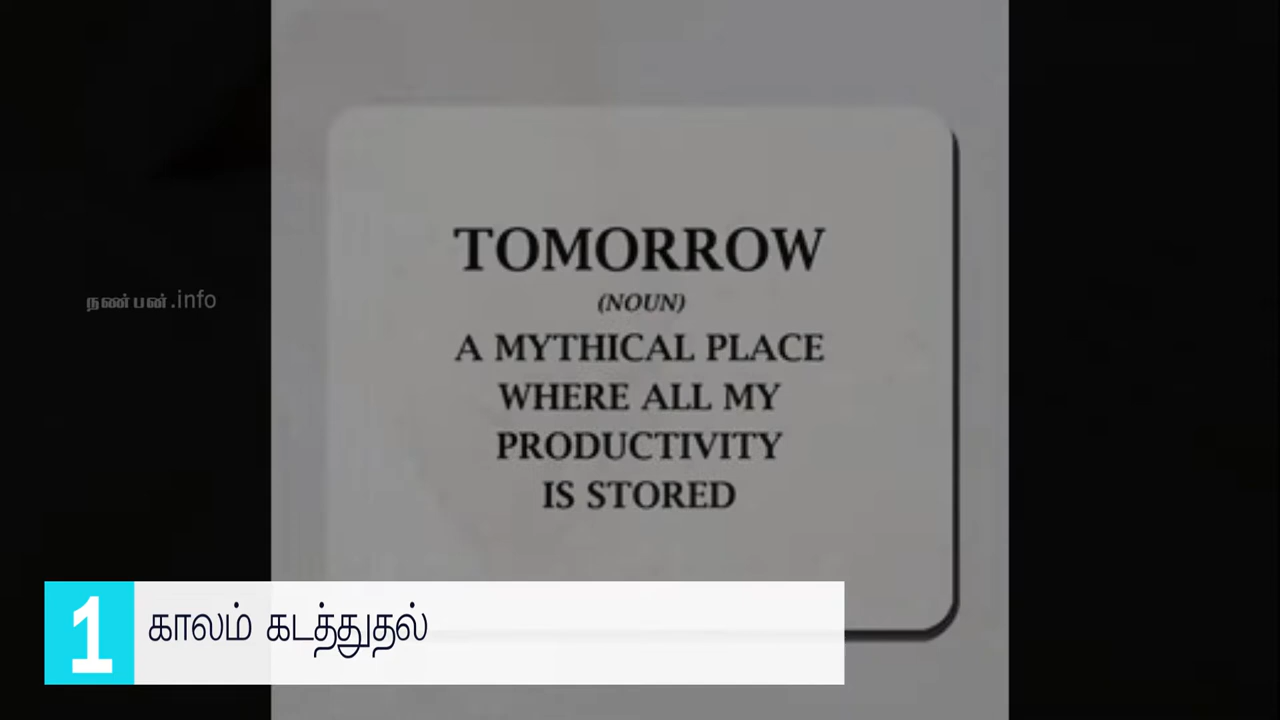 TOMORROW
(NOUN)
நண்பன்.info
A MYTHICAL PLACE
WHERE ALL MY
PRODUCTIVITY
IS STORED
1 காலம் கடத்துதல்